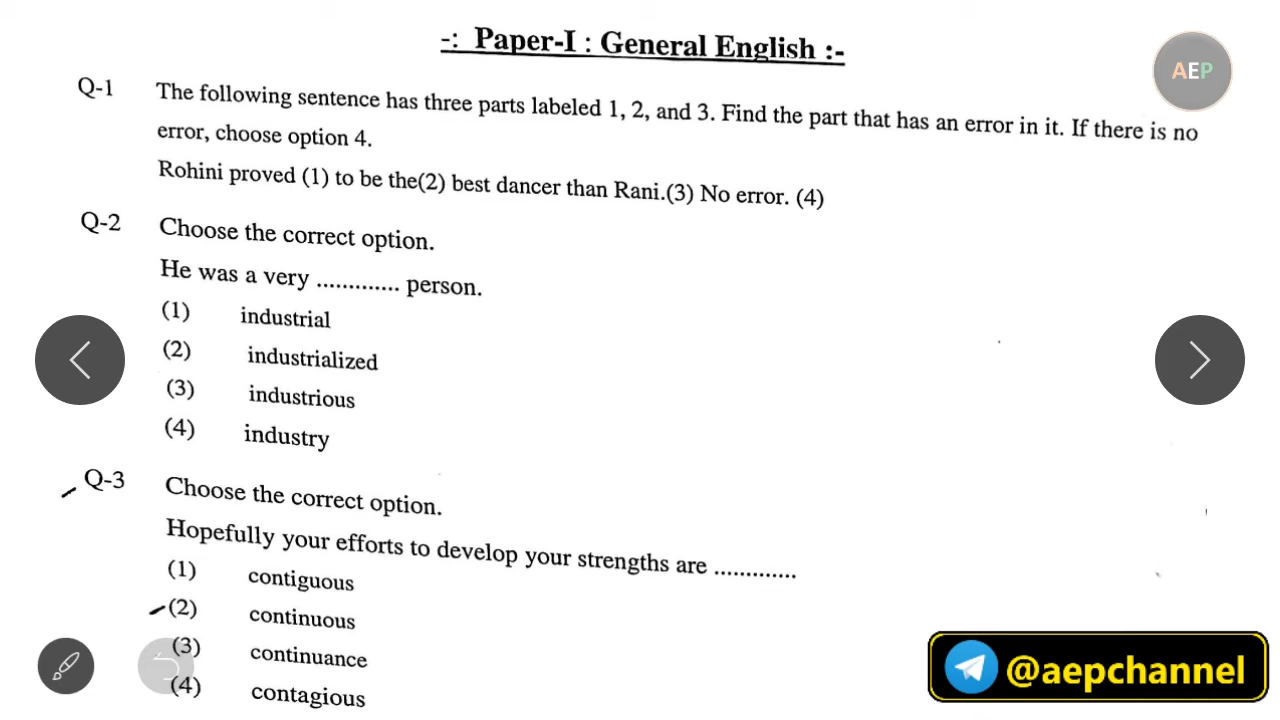 -: Paper-I : General English :-
AEP
Q-1 The following sentence has three parts labeled 1, 2, and 3. Find the part that has an error in it. If there is no
error, choose option 4.
Rohini proved (1) to be the(2) best dancer than Rani.(3) No error. (4)
Q-2 Choose the correct option.
He was a very ............. person.
(1) industrial
(2) industrialized
(3) industrious
(4) industry
Q-3 Choose the correct option.
Hopefully your efforts to develop your strengths are .............
(1) contiguous
(2) continuous
(3) continuance
(4) contagious
@aepchannel